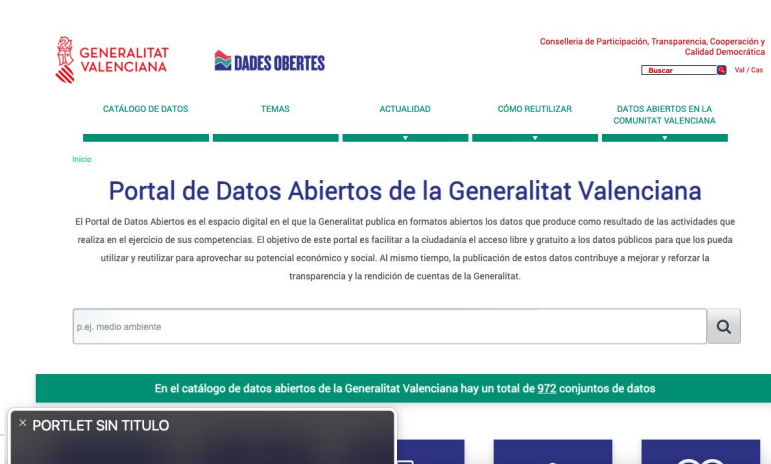 GENERALITAT
VALENCIANA
DADES OBERTES
Conselleria de Participación, Transparencia, Cooperación y
Calidad Democrática
Buscar
Val / Cas
CATÁLOGO DE DATOS
TEMAS
ACTUALIDAD
CÓMO REUTILIZAR
DATOS ABIERTOS EN LA
COMUNITAT VALENCIANA
Inicio
Portal de Datos Abiertos de la Generalitat Valenciana
El Portal de Datos Abiertos es el espacio digital en el que la Generalitat publica en formatos abiertos los datos que produce como resultado de las actividades que
realiza en el ejercicio de sus competencias. El objetivo de este portal es facilitar a la ciudadanía el acceso libre y gratuito a los datos públicos para que los pueda
utilizar y reutilizar para aprovechar su potencial económico y social. Al mismo tiempo, la publicación de estos datos contribuye a mejorar y reforzar la
transparencia y la rendición de cuentas de la Generalitat.
p.ej. medio ambiente
En el catálogo de datos abiertos de la Generalitat Valenciana hay un total de 972 conjuntos de datos
× PORTLET SIN TITULO